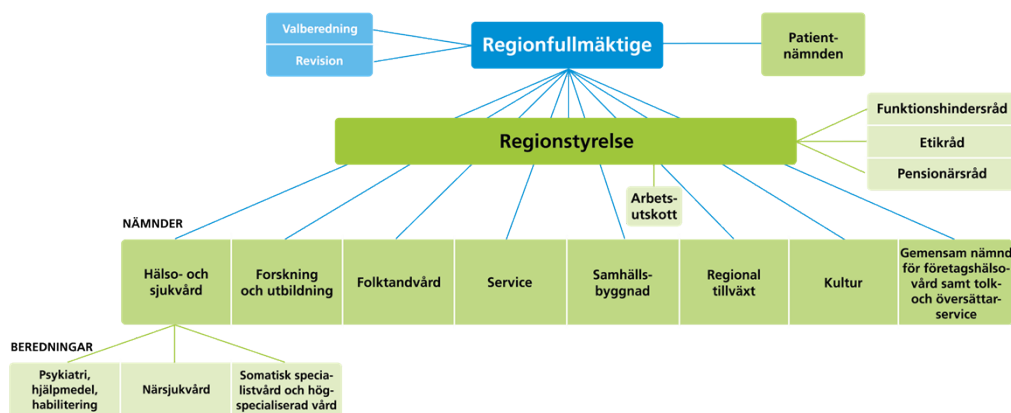 Valberedning
Revision
Regionfullmäktige
Patient-
nämnden
Regionstyrelse
Funktionshindersråd
Etikråd
Pensionärsråd
Arbets-
utskott
NÄMNDER
Hälso- och
sjukvård
Forskning
och utbildning
Folktandvård
Service
Samhälls-
byggnad
Regional
tillväxt
Kultur
Gemensam nämnd
för företagshälso-
vård samt tolk-
och översättar-
service
BEREDNINGAR
Psykiatri,
hjälpmedel,
habilitering
Närsjukvård
Somatisk specia-
listvård och hög-
specialiserad vård